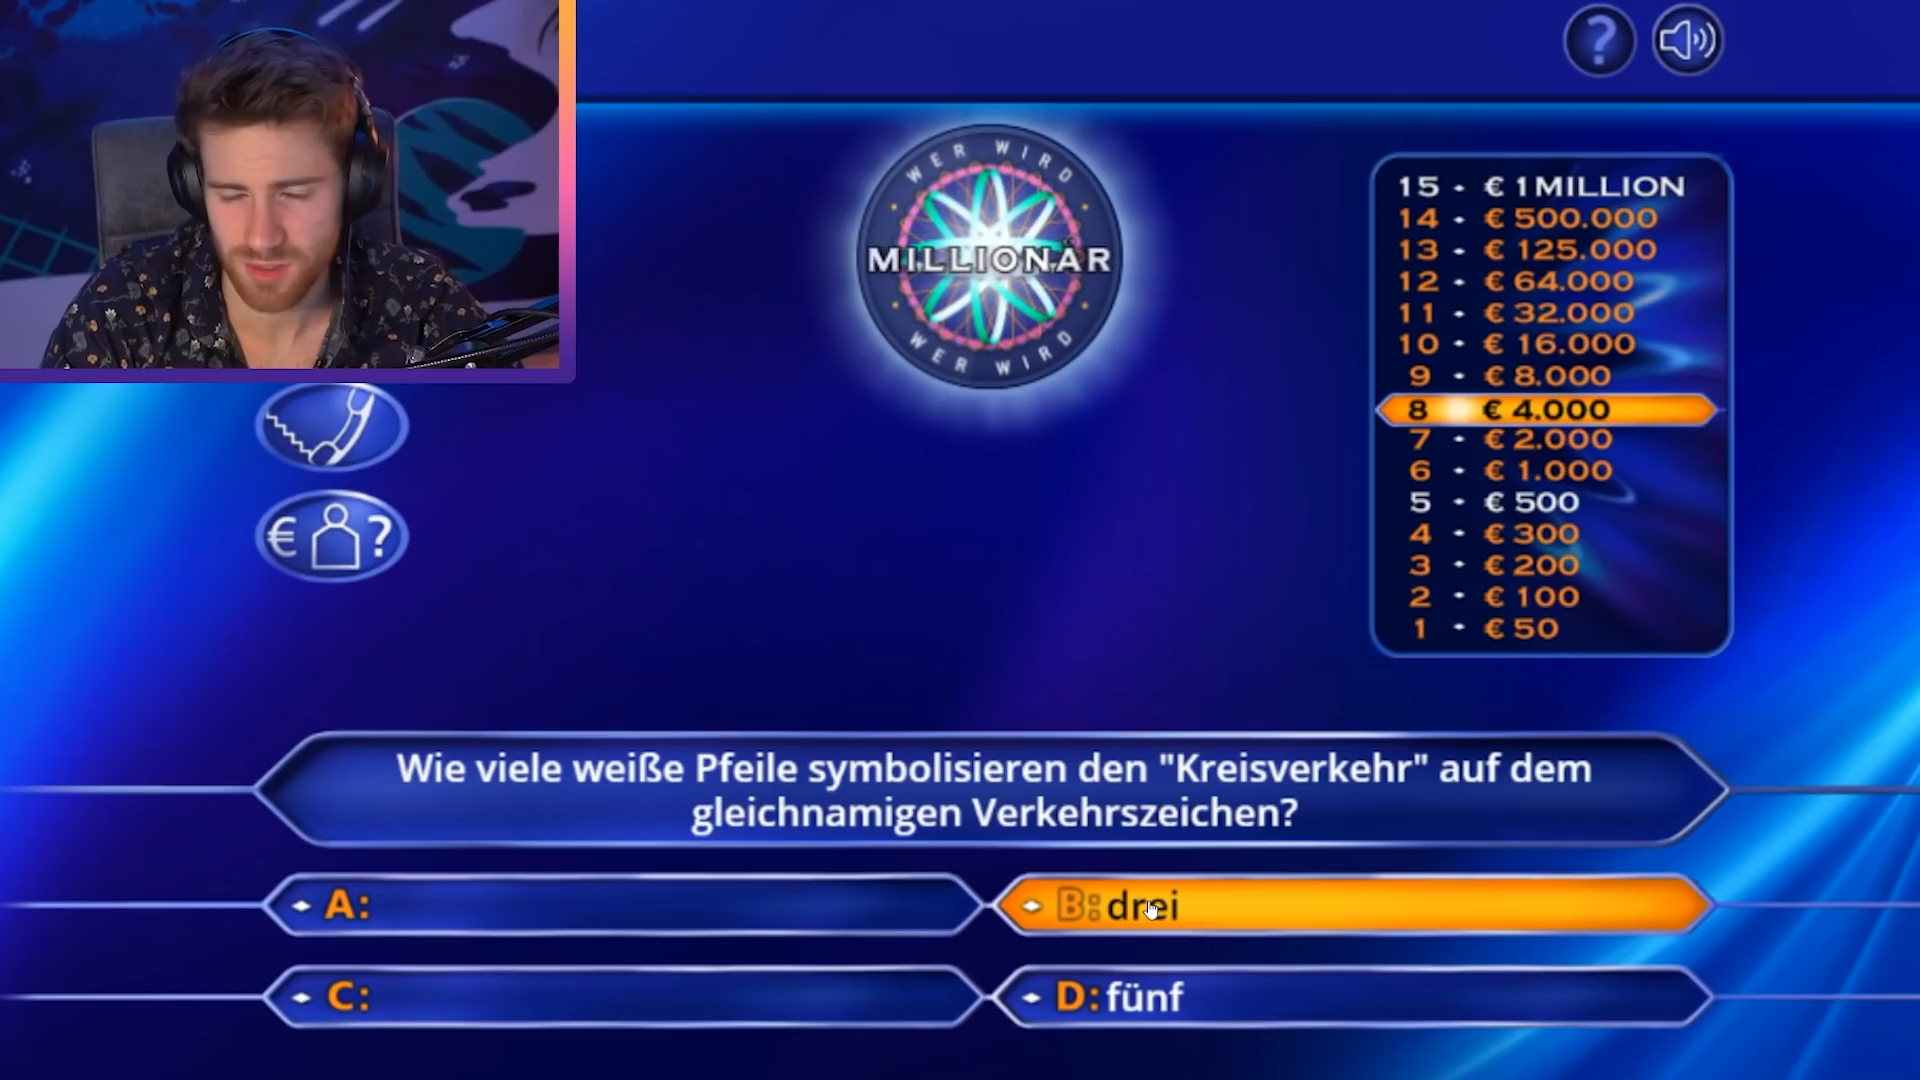 ?
WER WIRD
MILLIONÄR
WER WIRD
15 • € 1 MILLION
14 • € 500.000
13 • € 125.000
12 • € 64.000
11 • € 32.000
10 • € 16.000
9 • € 8.000
8 € 4.000
7 • € 2.000
6 • € 1.000
5 • € 500
4 • € 300
3 • € 200
2 • € 100
1 • € 50
€ ?
Wie viele weiße Pfeile symbolisieren den "Kreisverkehr" auf dem
gleichnamigen Verkehrszeichen?
A:
B: drei
C:
D: fünf